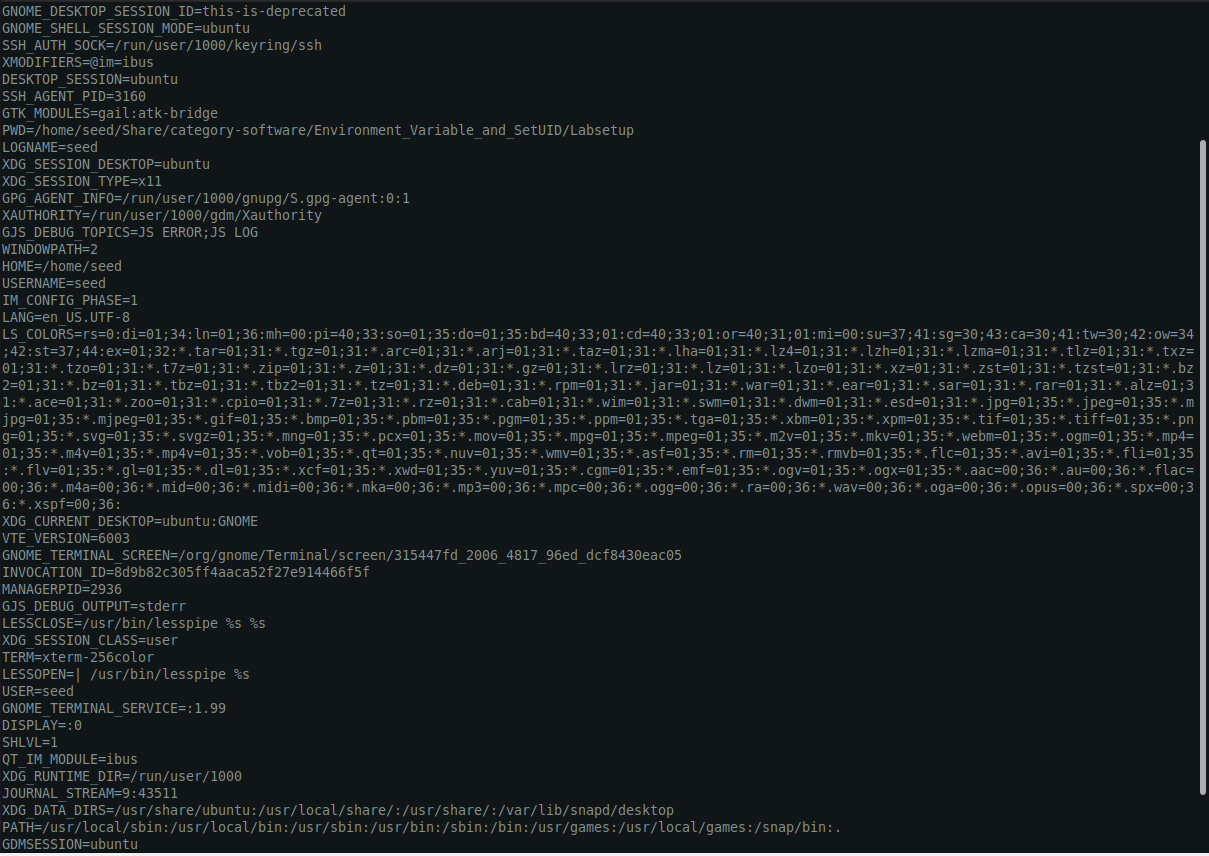 GNOME_DESKTOP_SESSION_ID=this-is-deprecated
GNOME_SHELL_SESSION_MODE=ubuntu
SSH_AUTH_SOCK=/run/user/1000/keyring/ssh
XMODIFIERS=@im=ibus
DESKTOP_SESSION=ubuntu
SSH_AGENT_PID=3160
GTK_MODULES=gail:atk-bridge
PWD=/home/seed/Share/category-software/Environment_Variable_and_SetUID/Labsetup
LOGNAME=seed
XDG_SESSION_DESKTOP=ubuntu
XDG_SESSION_TYPE=x11
GPG_AGENT_INFO=/run/user/1000/gnupg/S.gpg-agent:0:1
XAUTHORITY=/run/user/1000/gdm/Xauthority
GJS_DEBUG_TOPICS=JS ERROR;JS LOG
WINDOWPATH=2
HOME=/home/seed
USERNAME=seed
IM_CONFIG_PHASE=1
LANG=en_US.UTF-8
LS_COLORS=rs=0:di=01;34:ln=01;36:mh=00:pi=40;33:so=01;35:do=01;35:bd=40;33;01:cd=40;33;01:or=40;31;01:mi=00:su=37;41:sg=30;43:ca=30;41:tw=30;42:ow=34
;42:st=37;44:ex=01;32:*.tar=01;31:*.tgz=01;31:*.arc=01;31:*.arj=01;31:*.taz=01;31:*.lha=01;31:*.lz4=01;31:*.lzh=01;31:*.lzma=01;31:*.tlz=01;31:*.txz=
01;31:*.tzo=01;31:*.t7z=01;31:*.zip=01;31:*.z=01;31:*.dz=01;31:*.gz=01;31:*.lrz=01;31:*.lz=01;31:*.lzo=01;31:*.xz=01;31:*.zst=01;31:*.tzst=01;31:*.bz
2=01;31:*.bz=01;31:*.tbz=01;31:*.tbz2=01;31:*.tz=01;31:*.deb=01;31:*.rpm=01;31:*.jar=01;31:*.war=01;31:*.ear=01;31:*.sar=01;31:*.rar=01;31:*.alz=01;3
1:*.ace=01;31:*.zoo=01;31:*.cpio=01;31:*.7z=01;31:*.rz=01;31:*.cab=01;31:*.wim=01;31:*.swm=01;31:*.dwm=01;31:*.esd=01;31:*.jpg=01;35:*.jpeg=01;35:*.m
jpg=01;35:*.mjpeg=01;35:*.gif=01;35:*.bmp=01;35:*.pbm=01;35:*.pgm=01;35:*.ppm=01;35:*.tga=01;35:*.xbm=01;35:*.xpm=01;35:*.tif=01;35:*.tiff=01;35:*.pn
g=01;35:*.svg=01;35:*.svgz=01;35:*.mng=01;35:*.pcx=01;35:*.mov=01;35:*.mpg=01;35:*.mpeg=01;35:*.m2v=01;35:*.mkv=01;35:*.webm=01;35:*.ogm=01;35:*.mp4=
01;35:*.m4v=01;35:*.mp4v=01;35:*.vob=01;35:*.qt=01;35:*.nuv=01;35:*.wmv=01;35:*.asf=01;35:*.rm=01;35:*.rmvb=01;35:*.flc=01;35:*.avi=01;35:*.fli=01;35
:*.flv=01;35:*.gl=01;35:*.dl=01;35:*.xcf=01;35:*.xwd=01;35:*.yuv=01;35:*.cgm=01;35:*.emf=01;35:*.ogv=01;35:*.ogx=01;35:*.aac=00;36:*.au=00;36:*.flac=
00;36:*.m4a=00;36:*.mid=00;36:*.midi=00;36:*.mka=00;36:*.mp3=00;36:*.mpc=00;36:*.ogg=00;36:*.ra=00;36:*.wav=00;36:*.oga=00;36:*.opus=00;36:*.spx=00;3
6:*.xspf=00;36:
XDG_CURRENT_DESKTOP=ubuntu:GNOME
VTE_VERSION=6003
GNOME_TERMINAL_SCREEN=/org/gnome/Terminal/screen/315447fd_2006_4817_96ed_dcf8430eac05
INVOCATION_ID=8d9b82c305ff4aaca52f27e914466f5f
MANAGERPID=2936
GJS_DEBUG_OUTPUT=stderr
LESSCLOSE=/usr/bin/lesspipe %s %s
XDG_SESSION_CLASS=user
TERM=xterm-256color
LESSOPEN=| /usr/bin/lesspipe %s
USER=seed
GNOME_TERMINAL_SERVICE=:1.99
DISPLAY=:0
SHLVL=1
QT_IM_MODULE=ibus
XDG_RUNTIME_DIR=/run/user/1000
JOURNAL_STREAM=9:43511
XDG_DATA_DIRS=/usr/share/ubuntu:/usr/local/share/:/usr/share/:/var/lib/snapd/desktop
PATH=/usr/local/sbin:/usr/local/bin:/usr/sbin:/usr/bin:/sbin:/bin:/usr/games:/usr/local/games:/snap/bin:.
GDMSESSION=ubuntu